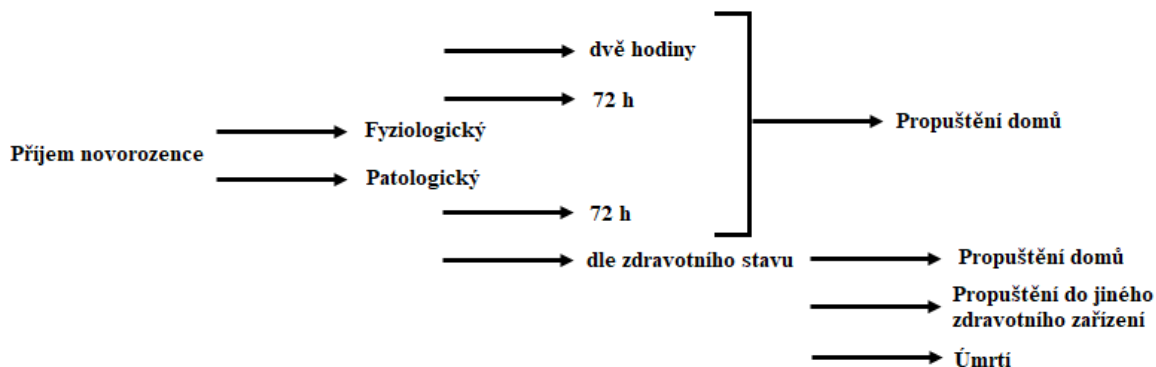 dvě hodiny
72 h
Fyziologický
Propuštění domů
Příjem novorozence
Patologický
72 h
dle zdravotního stavu
Propuštění domů
Propuštění do jiného
zdravotního zařízení
Úmrtí